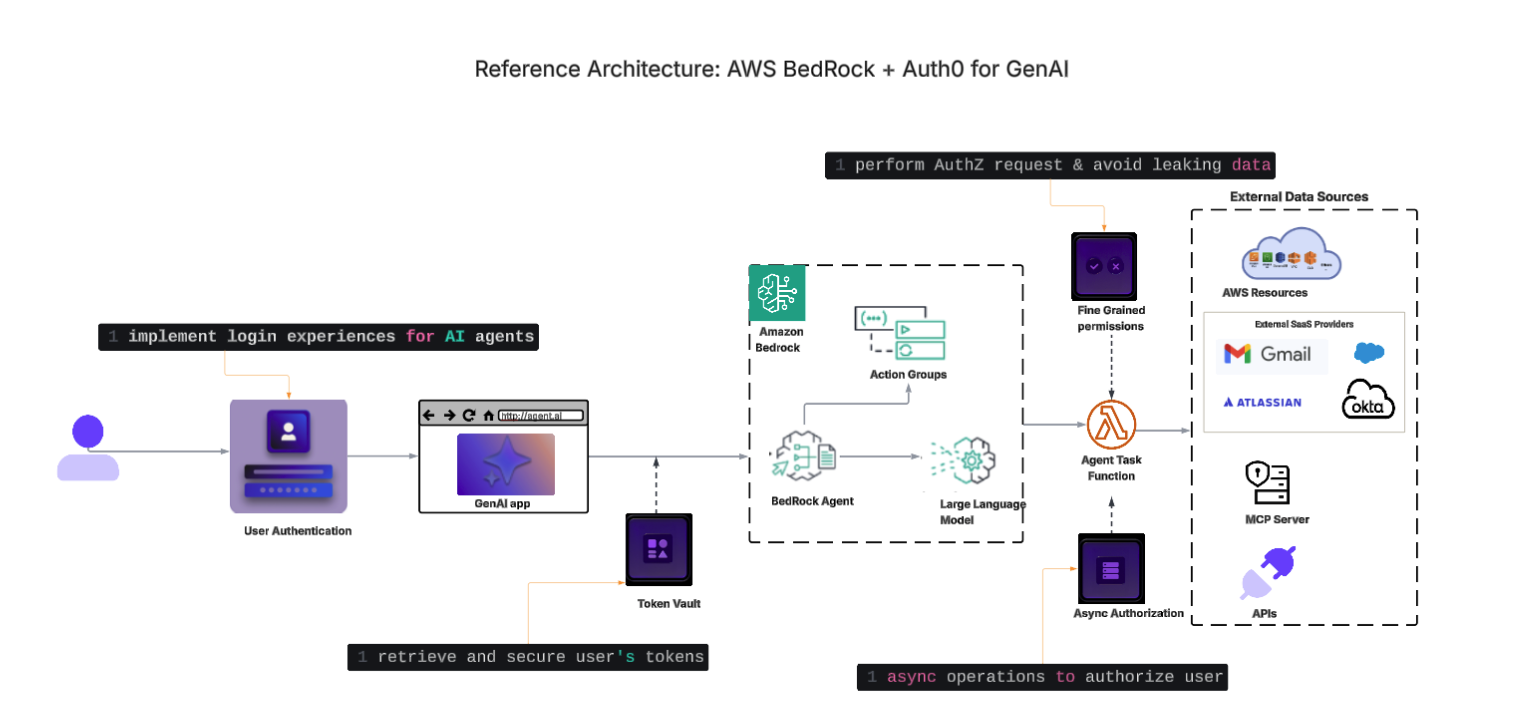 Reference Architecture: AWS BedRock + Auth0 for GenAI
1 perform AuthZ request & avoid leaking data
External Data Sources
AWS Resources
Fine Grained
permissions
External SaaS Providers
Gmail
ATLASSIAN
okta
1 implement login experiences for AI agents
Amazon
Bedrock
Action Groups
http://agent.ai
GenAI app
User Authentication
BedRock Agent
Large Language
Model
Agent Task
Function
MCP Server
Token Vault
Async Authorization
APIs
1 retrieve and secure user's tokens
1 async operations to authorize user